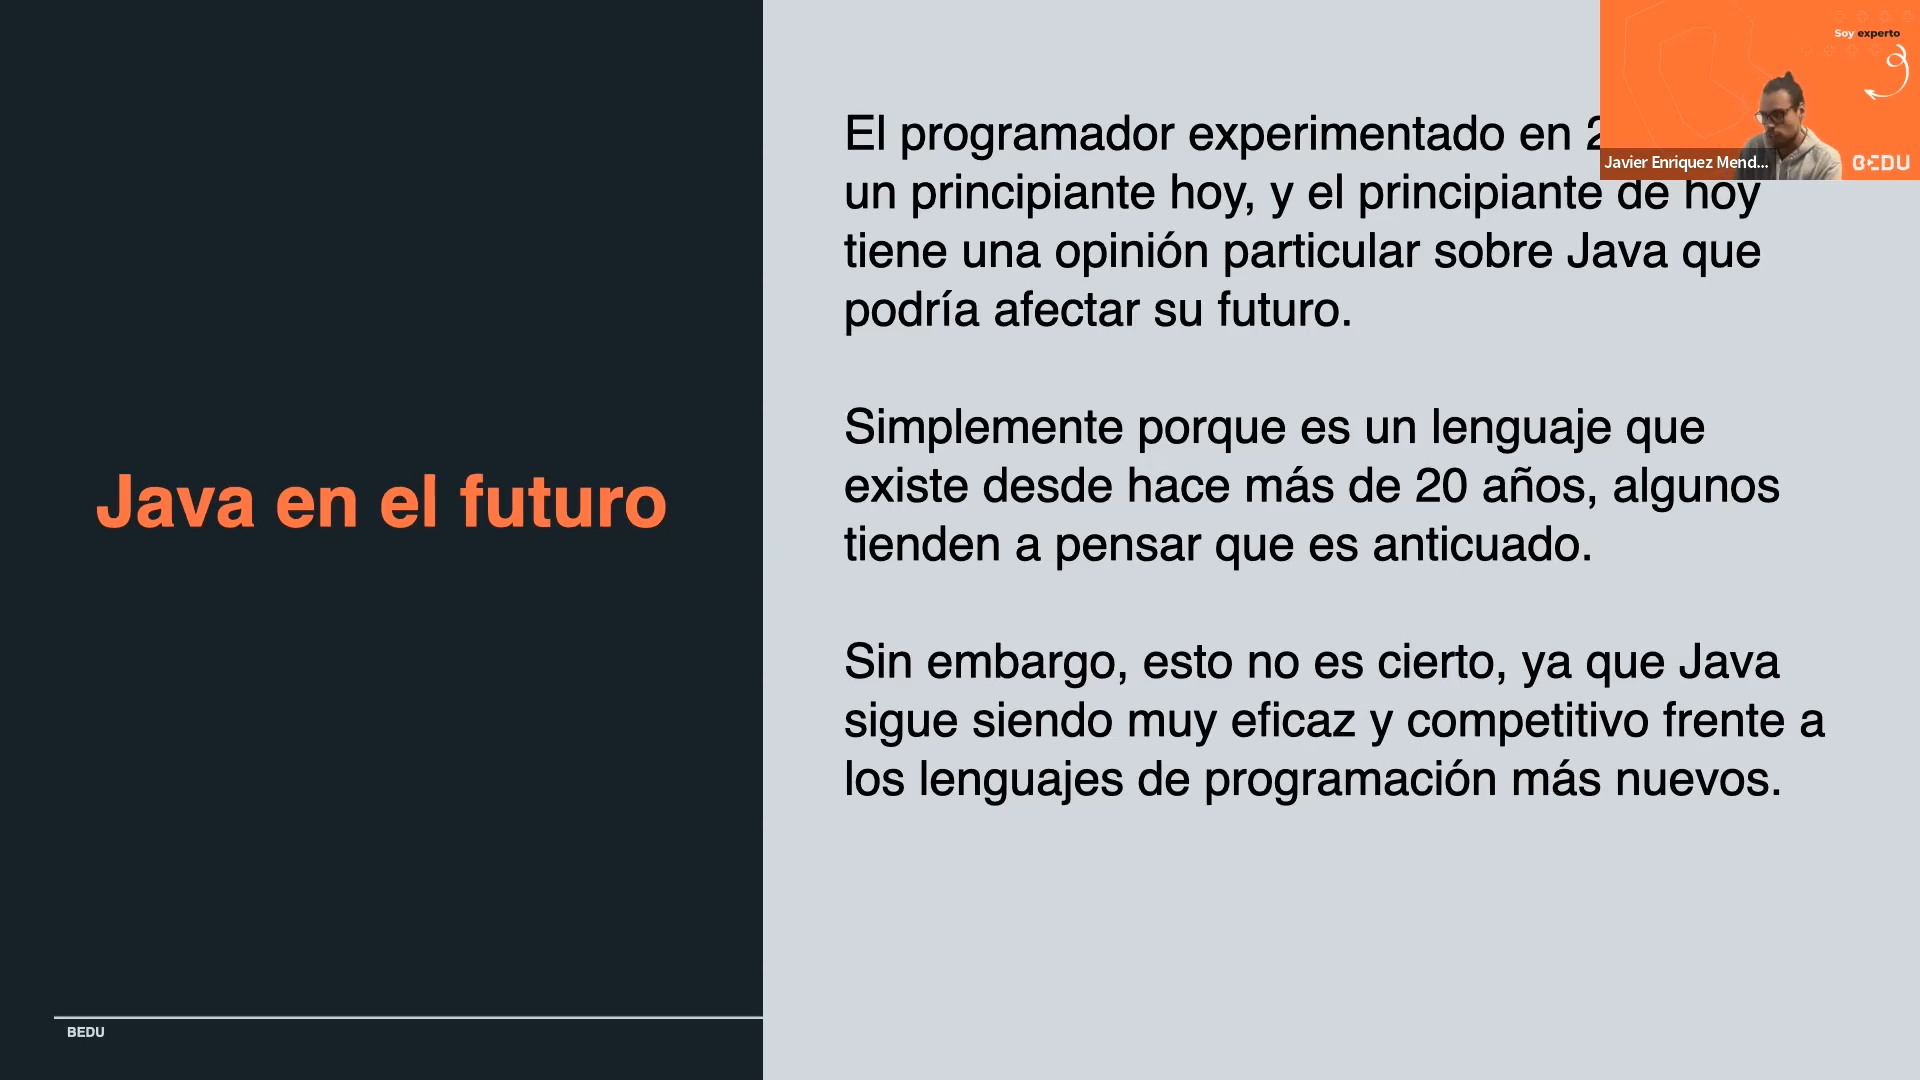 Java en el futuro
BEDU
El programador experimentado en
un principiante hoy, y el principiante de hoy
tiene una opinión particular sobre Java que
podría afectar su futuro.
Simplemente porque es un lenguaje que
existe desde hace más de 20 años, algunos
tienden a pensar que es anticuado.
Sin embargo, esto no es cierto, ya que Java
sigue siendo muy eficaz y competitivo frente a
los lenguajes de programación más nuevos.
Soy experto
Javier Enriquez Mend...
BEDU